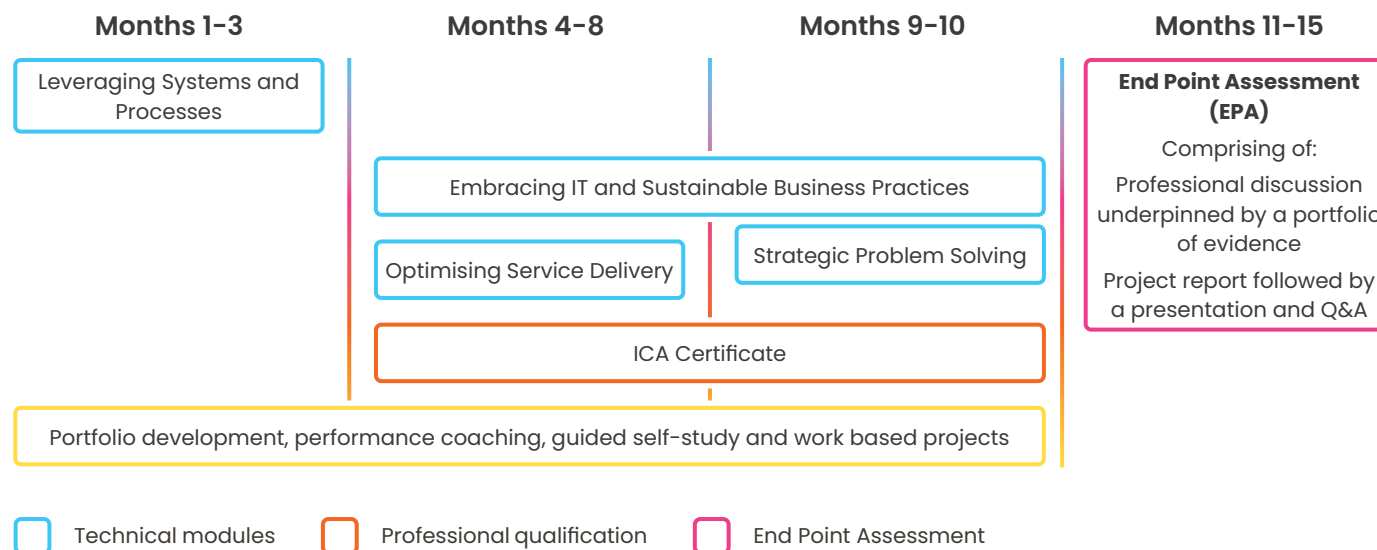 Months 1-3
Months 4-8
Months 9-10
Months 11-15
Leveraging Systems and
Processes
End Point Assessment
(EPA)
Comprising of:
Professional discussion
underpinned by a portfolio
of evidence
Project report followed by
a presentation and Q&A
Embracing IT and Sustainable Business Practices
Optimising Service Delivery
Strategic Problem Solving
ICA Certificate
Portfolio development, performance coaching, guided self-study and work based projects
Technical modules
Professional qualification
End Point Assessment